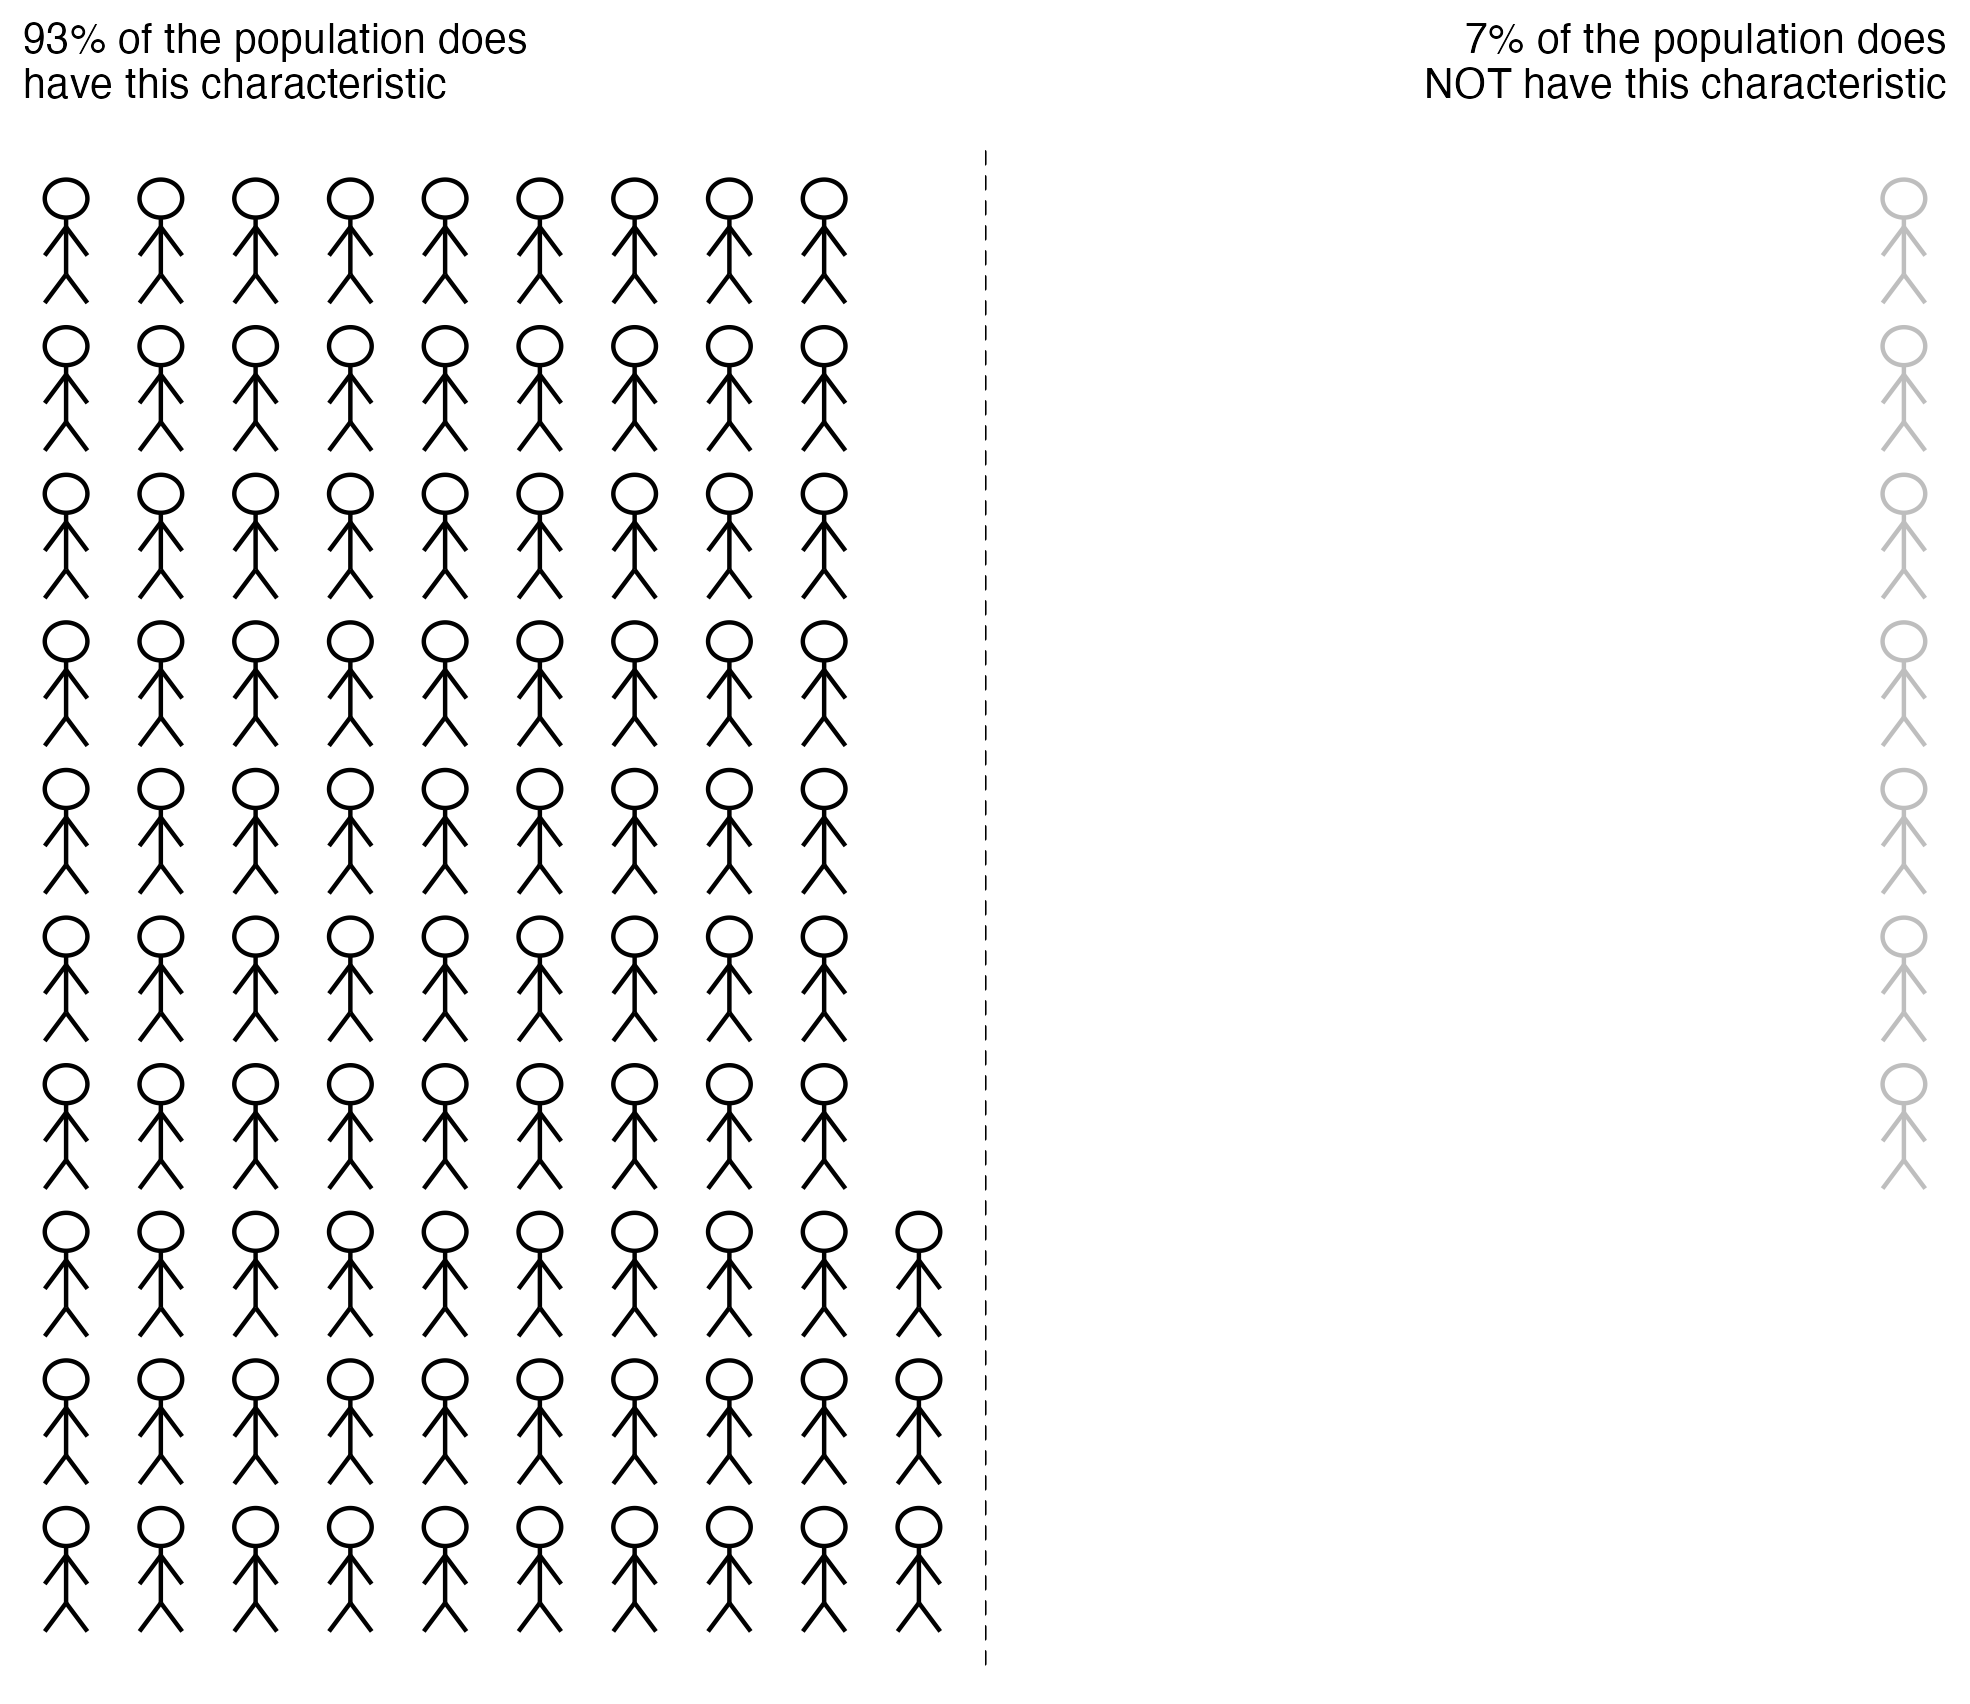 93% of the population does
have this characteristic
7% of the population does
NOT have this characteristic